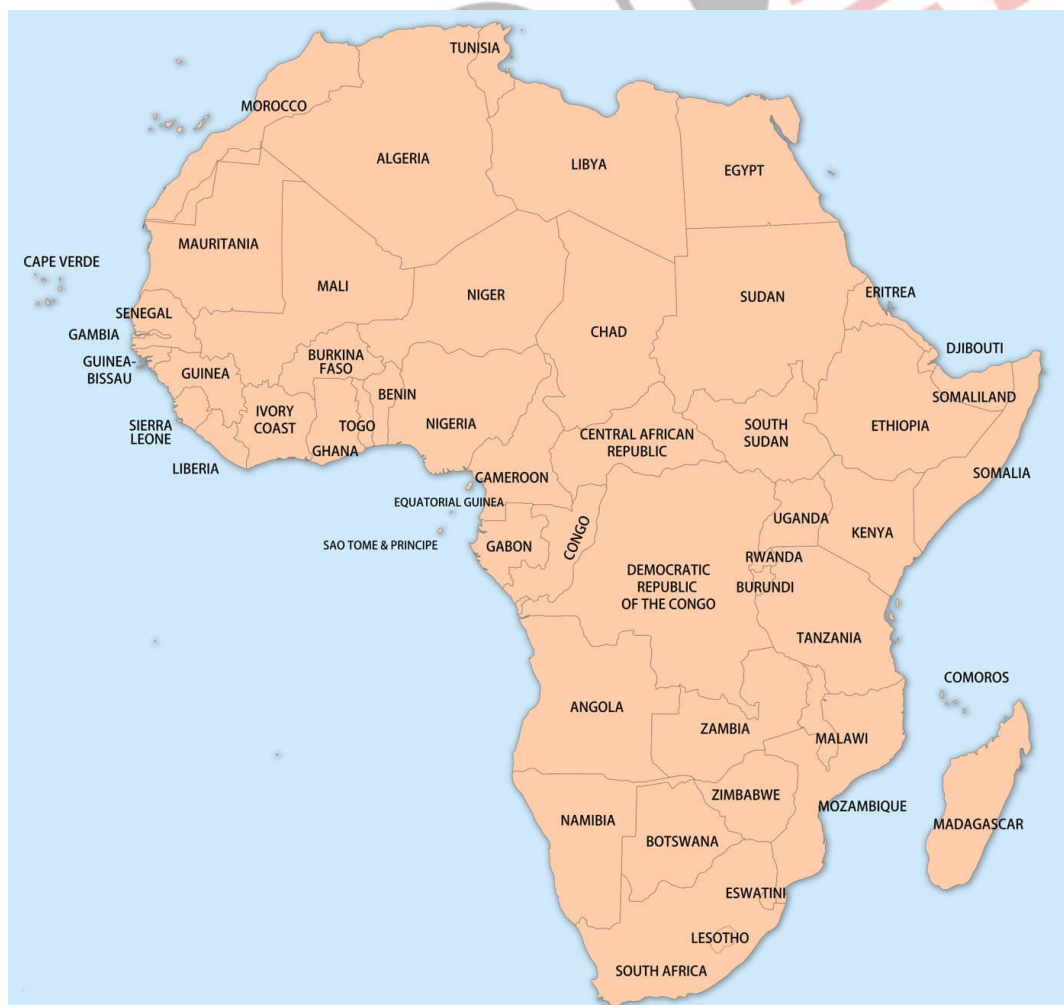 TUNISIA
MOROCCO
ALGERIA
LIBYA
EGYPT
MAURITANIA
CAPE VERDE
MALI
NIGER
SUDAN
ERITREA
SENEGAL
CHAD
GAMBIA
DJIBOUTI
GUINEA-
BISSAU
GUINEA
BURKINA
FASO
BENIN
SOMALILAND
IVORY
COAST
TOGO
NIGERIA
SIERRA
LEONE
GHANA
CENTRAL AFRICAN
REPUBLIC
SOUTH
SUDAN
ETHIOPIA
LIBERIA
CAMEROON
SOMALIA
EQUATORIAL GUINEA
UGANDA
KENYA
SAO TOME & PRINCIPE
GABON
CONGO
RWANDA
DEMOCRATIC
REPUBLIC
OF THE CONGO
BURUNDI
TANZANIA
COMOROS
ANGOLA
ZAMBIA
MALAWI
ZIMBABWE
MOZAMBIQUE
NAMIBIA
MADAGASCAR
BOTSWANA
ESWATINI
LESOTHO
SOUTH AFRICA